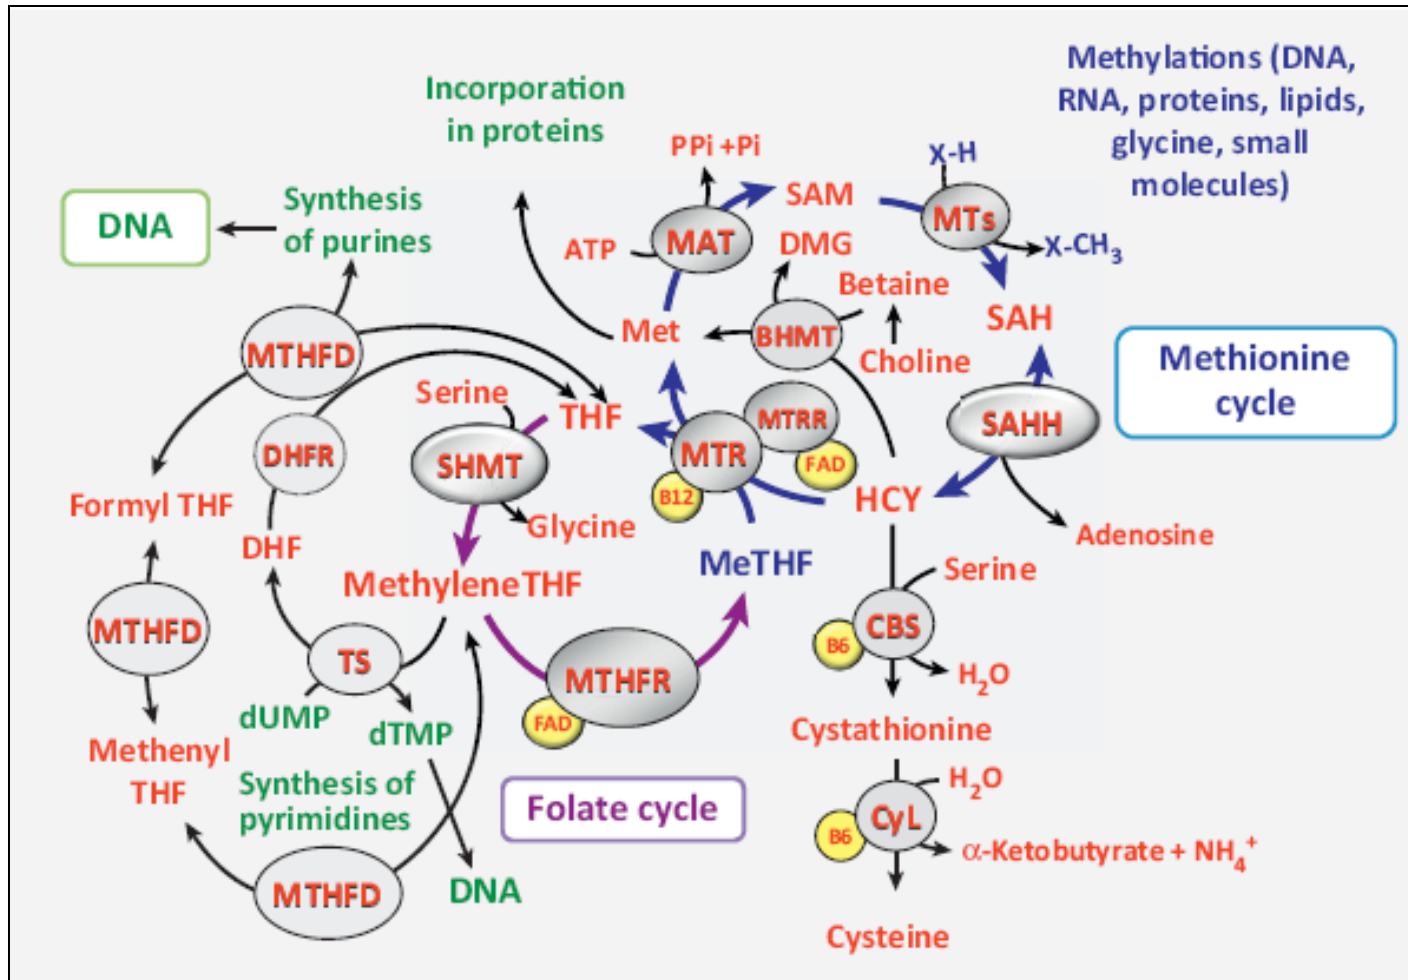 Methylations (DNA,
RNA, proteins, lipids,
glycine, small
molecules)
Incorporation
in proteins
PPi +Pi
X-H
SAM
MTs
DNA
Synthesis
of purines
ATP
MAT
DMG
X-CH₃
Betaine
SAH
Met
BHMT
Choline
Methionine
cycle
MTHFD
Serine
THF
MTRR
SAHH
DHFR
SHMT
MTR
FAD
B12
HCY
Formyl THF
Glycine
Adenosine
DHF
MeTHF
Serine
MethyleneTHF
MTHFD
CBS
B6
TS
MTHFR
H₂O
FAD
dUMP
dTMP
Cystathionine
Methenyl
THF
Synthesis of
pyrimidines
Folate cycle
H₂O
CyL
B6
α-Ketobutyrate + NH₄⁺
MTHFD
DNA
Cysteine